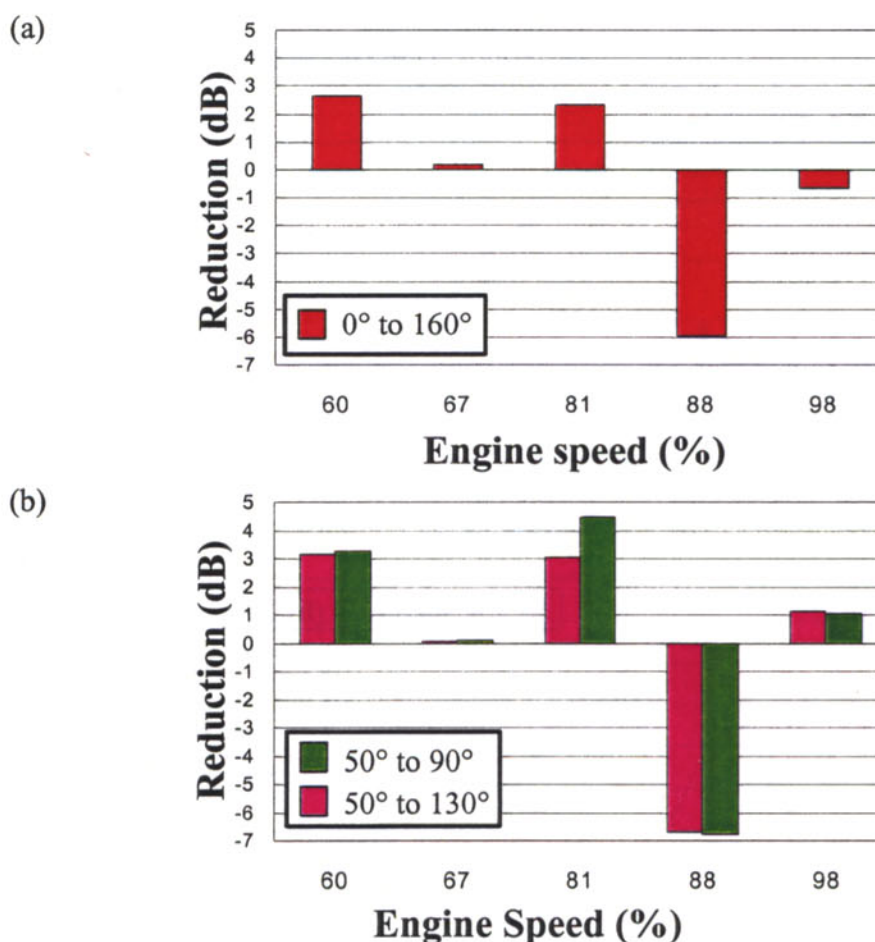 (a)
Reduction (dB)
5
4
3
2
1
0
-1
-2
-3
-4
-5
-6
-7
0° to 160°
60 67 81 88 98
Engine speed (%)
(b)
Reduction (dB)
5
4
3
2
1
0
-1
-2
-3
-4
-5
-6
-7
50° to 90°
50° to 130°
60 67 81 88 98
Engine Speed (%)